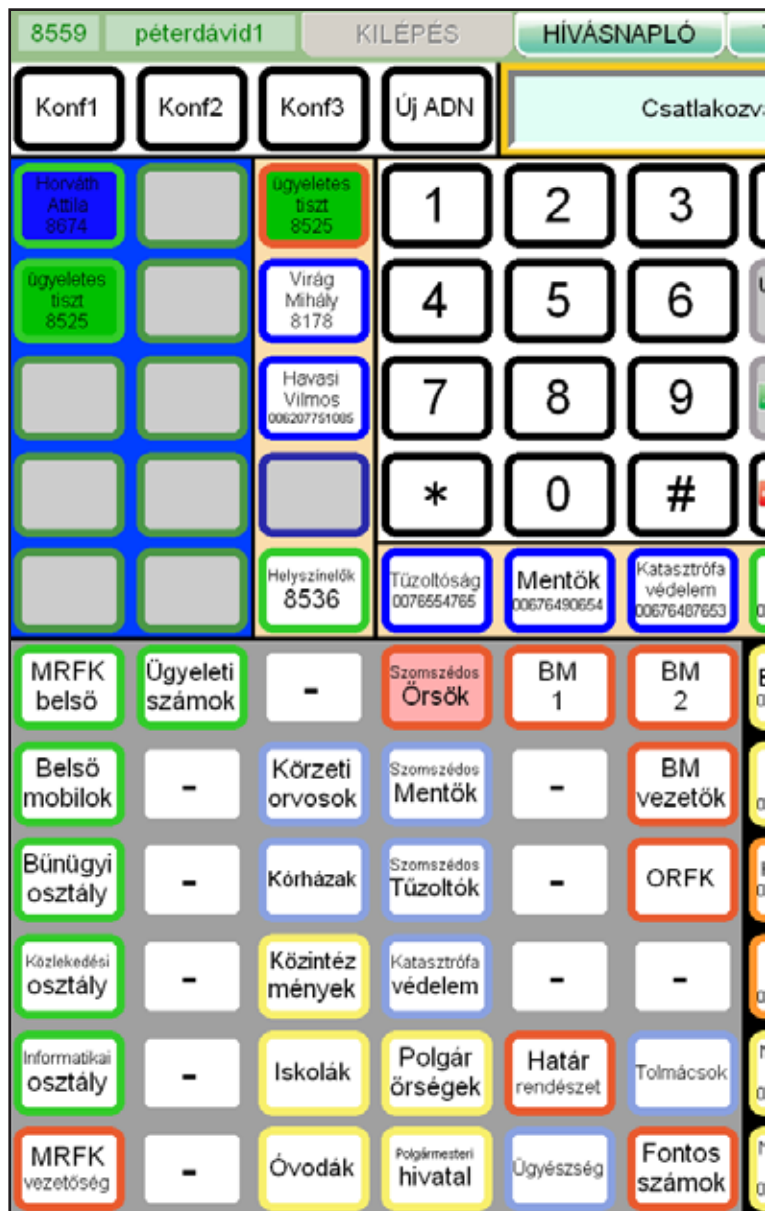 8559 péterdávid1 KILÉPÉS HÍVÁSNAPLÓ
Konf1 Konf2 Konf3 Új ADN Csatlakozv
Horváth
Attila
8674
ügyeletes
tiszt
8525
1 2 3
ügyeletes
tiszt
8525
Virág
Mihály
8178
4 5 6
Havasi
Vilmos
006207751085
7 8 9
* 0 #
Helyszínelők
8536
Tűzoltóság
0076554765
Mentők
00676490654
Katasztrófa
védelem
00676487653
MRFK
belső
Ügyeleti
számok
-
Szomszédos
Őrsök
BM
1
BM
2
Belső
mobilok
-
Körzeti
orvosok
Szomszédos
Mentők
-
BM
vezetők
Bűnügyi
osztály
-
Kórházak
Szomszédos
Tűzoltók
-
ORFK
Közlekedési
osztály
-
Közintéz
mények
Katasztrófa
védelem
-
-
Informatikai
osztály
-
Iskolák
Polgár
őrségek
Határ
rendészet
Tolmácsok
MRFK
vezetőség
-
Óvodák
Polgármesteri
hivatal
Ügyészség
Fontos
számok